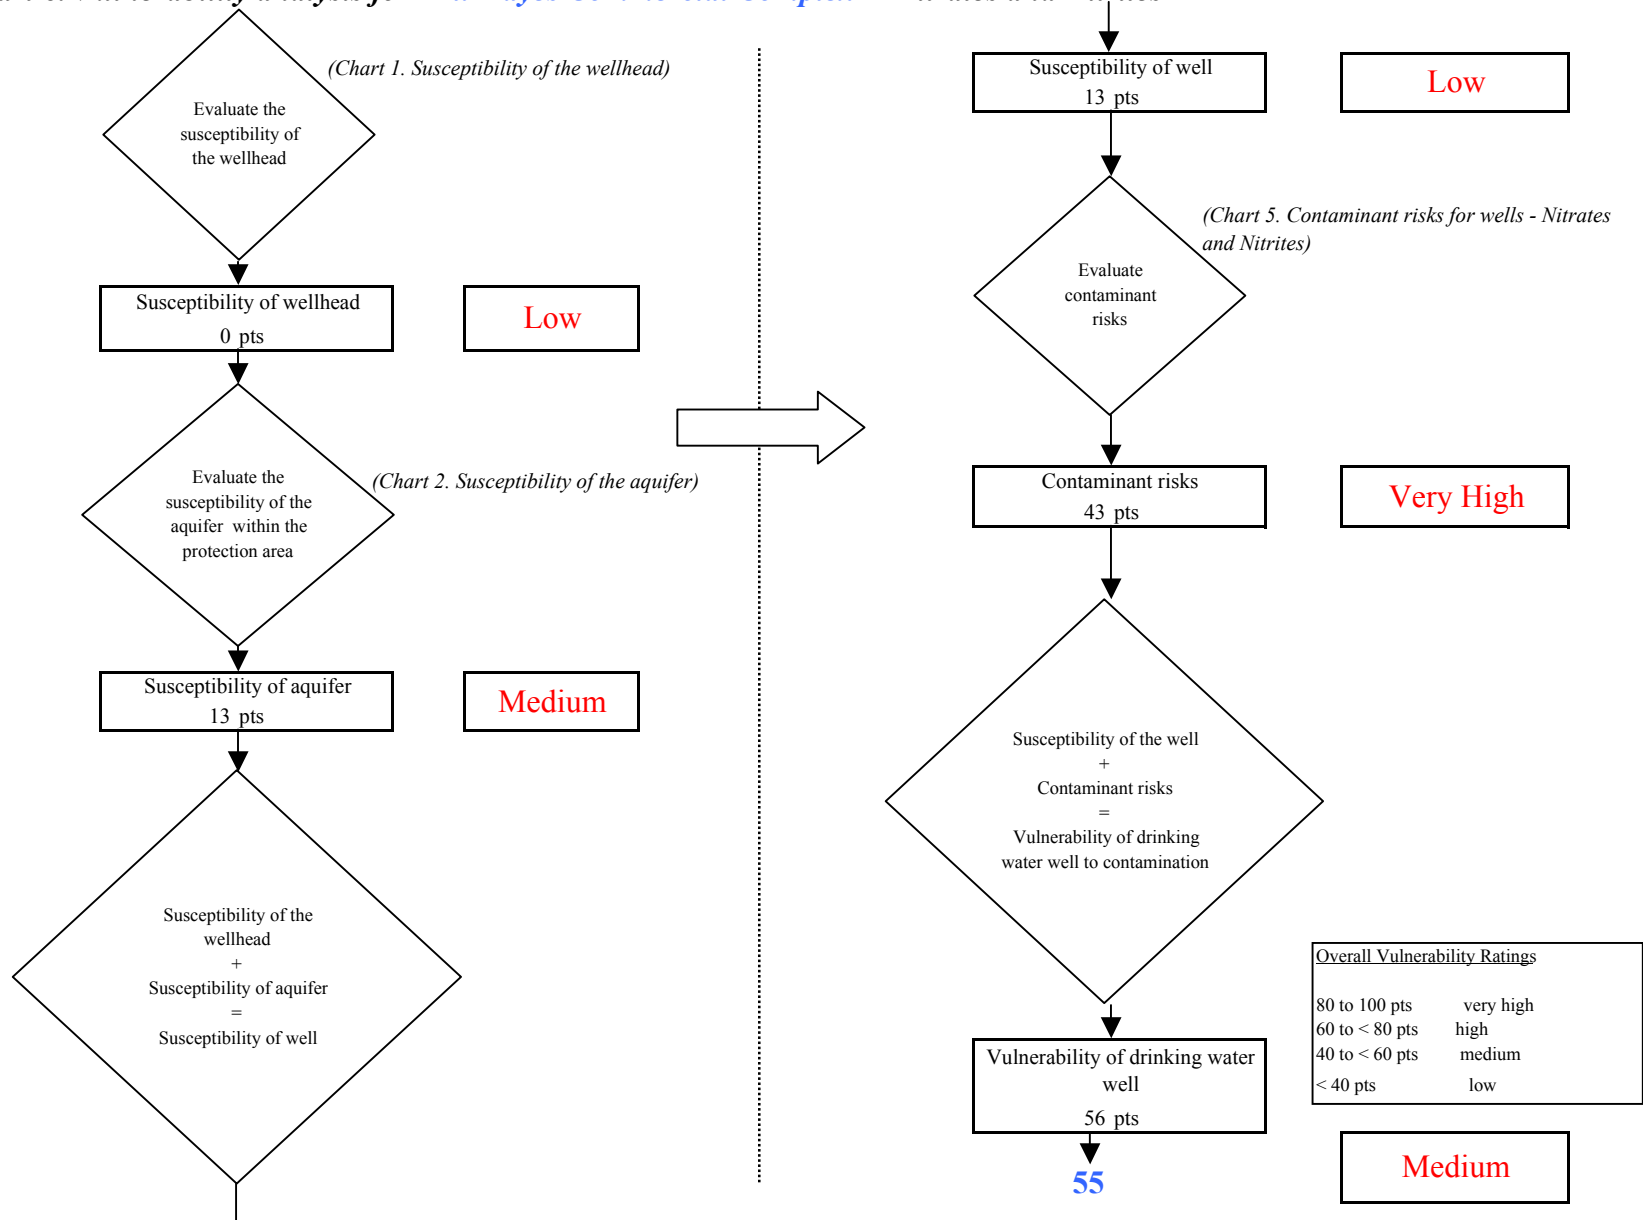 Vulnerability analysis for
Nitrates and Nitrites
(Chart 1. Susceptibility of the wellhead)
Evaluate the
susceptibility of
the wellhead
Susceptibility of wellhead
0 pts
Low
Evaluate the
susceptibility of the
aquifer within the
protection area
(Chart 2. Susceptibility of the aquifer)
Susceptibility of aquifer
13 pts
Medium
Susceptibility of the
wellhead
+
Susceptibility of aquifer
=
Susceptibility of well
Susceptibility of well
13 pts
Low
(Chart 5. Contaminant risks for wells - Nitrates
and Nitrites)
Evaluate
contaminant
risks
Contaminant risks
43 pts
Very High
Susceptibility of the well
+
Contaminant risks
=
Vulnerability of drinking
water well to contamination
Overall Vulnerability Ratings
80 to 100 pts very high
60 to < 80 pts high
40 to < 60 pts medium
< 40 pts low
Vulnerability of drinking water
well
56 pts
55
Medium